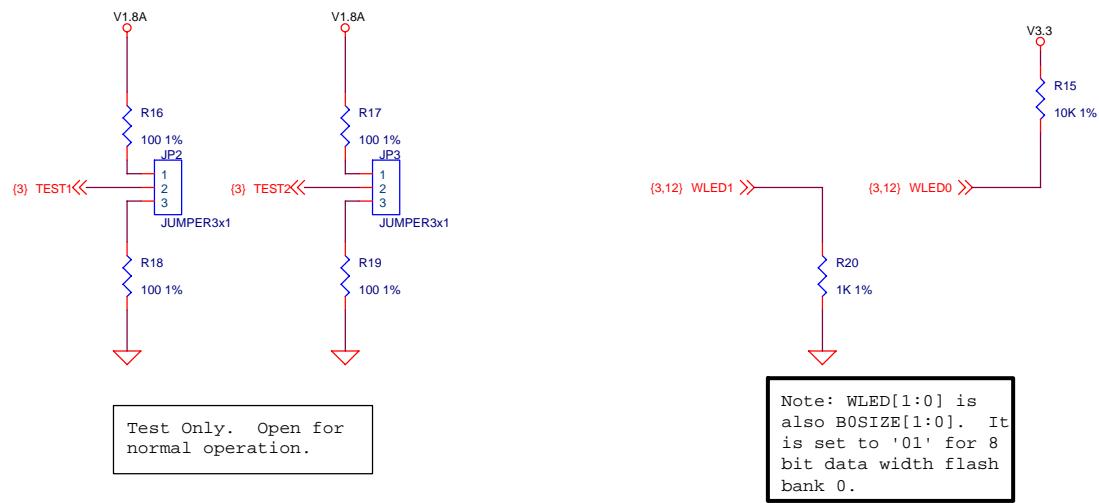 V1.8A
V1.8A
V3.3
R16
100 1%
R17
100 1%
R15
10K 1%
JP2
JP3
1
2
3
1
2
3
{3} TEST1
{3} TEST2
{3,12} WLED1
{3,12} WLED0
JUMPER3x1
JUMPER3x1
R18
100 1%
R19
100 1%
R20
1K 1%
Test Only. Open for
normal operation.
Note: WLED[1:0] is
also B0SIZE[1:0]. It
is set to '01' for 8
bit data width flash
bank 0.